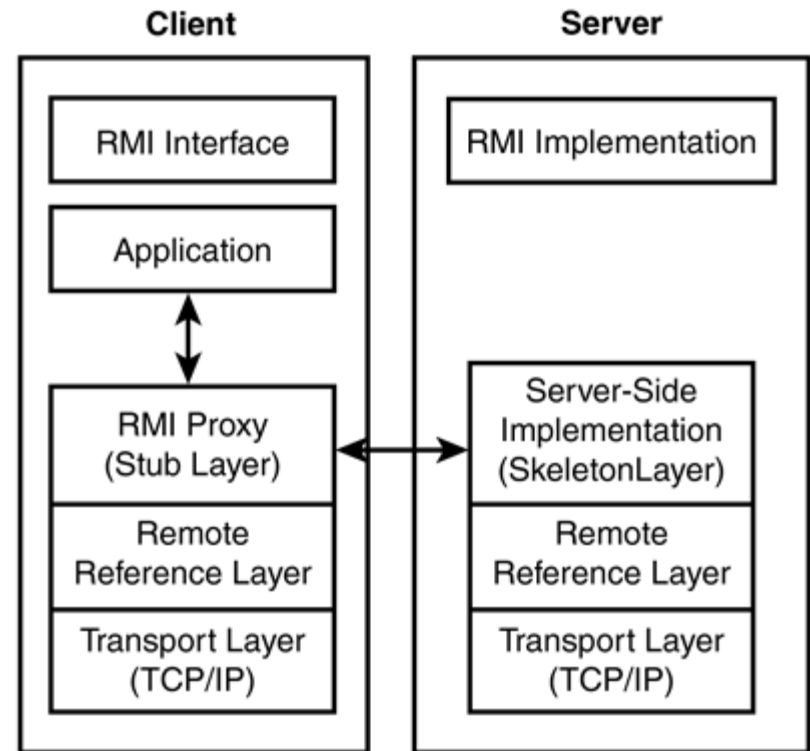 Client
Server
RMI Interface
RMI Implementation
Application
RMI Proxy
(Stub Layer)
Server-Side
Implementation
(SkeletonLayer)
Remote
Reference Layer
Remote
Reference Layer
Transport Layer
(TCP/IP)
Transport Layer
(TCP/IP)